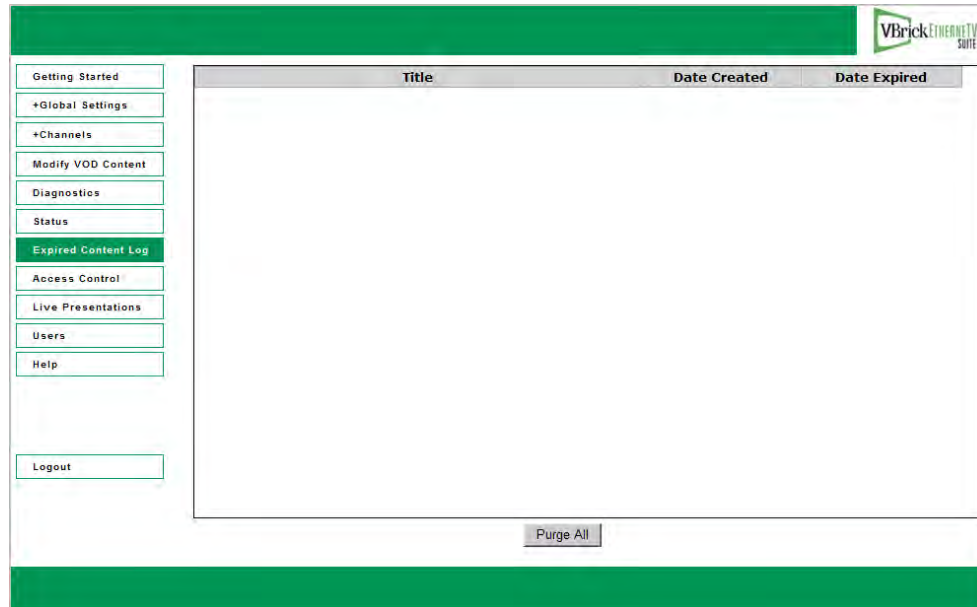 VBrick ETHERNETV
SUITE
Getting Started
+Global Settings
+Channels
Modify VOD Content
Diagnostics
Status
Expired Content Log
Access Control
Live Presentations
Users
Help
Logout
Title Date Created Date Expired
Purge All